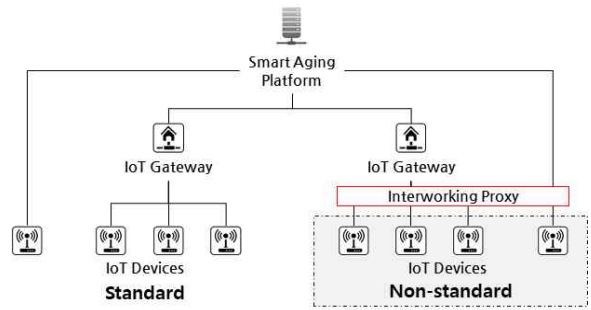 Smart Aging
Platform
IoT Gateway
IoT Gateway
Interworking Proxy
IoT Devices
IoT Devices
Standard
Non-standard